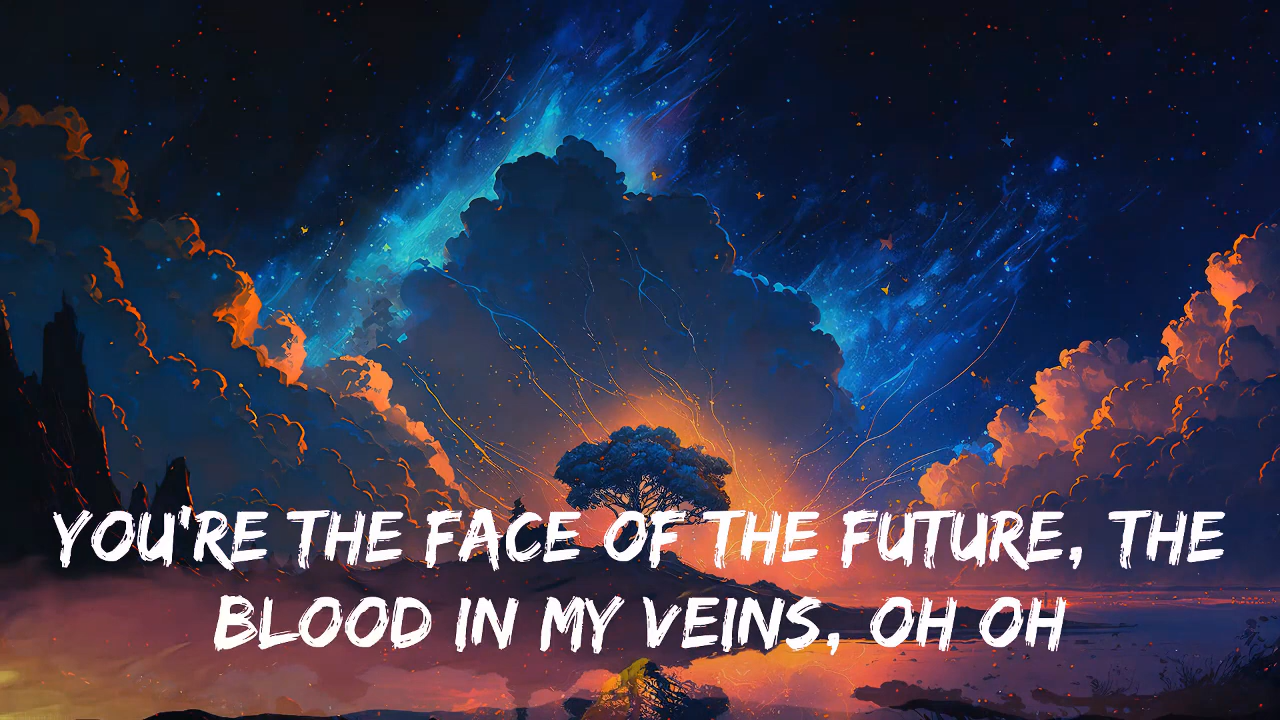 YOU'RE THE FACE OF THE FUTURE, THE
BLOOD IN MY VEINS, OH OH